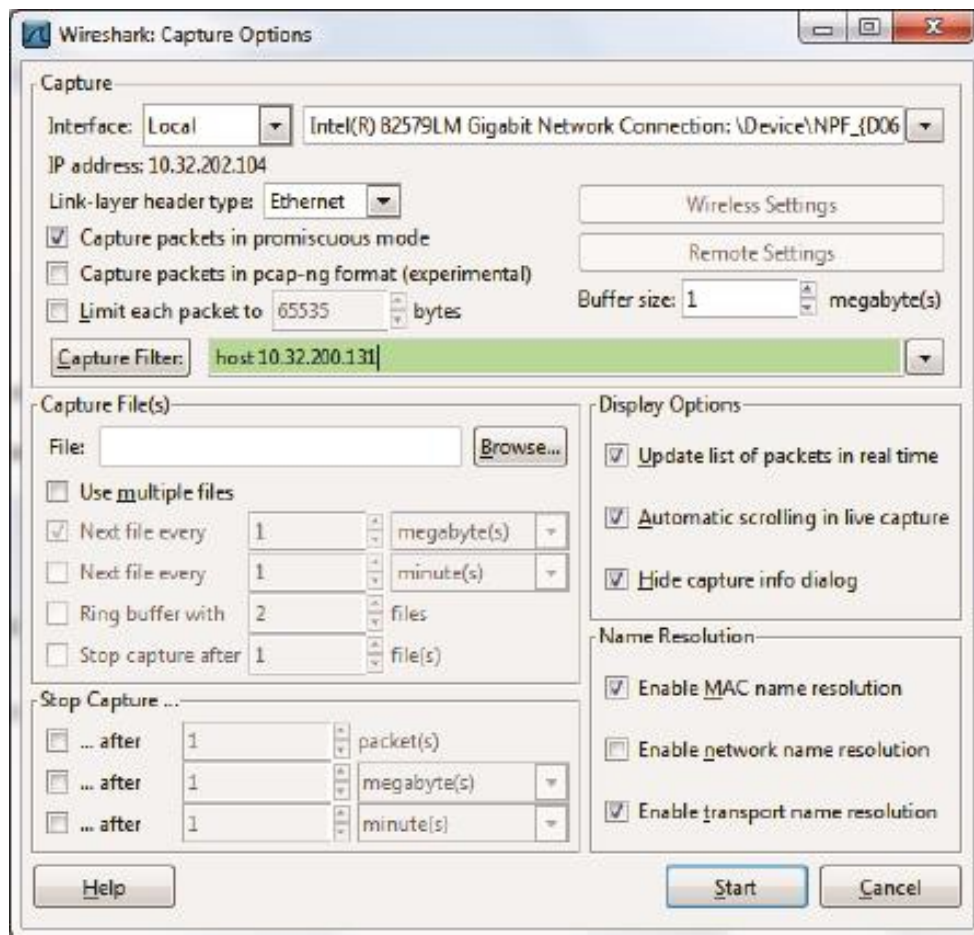 Wireshark: Capture Options
Capture
Interface: Local Intel(R) 82579LM Gigabit Network Connection: \Device\NPF_{D06
IP address: 10.32.202.104
Link-layer header type: Ethernet
Wireless Settings
Capture packets in promiscuous mode
Remote Settings
Capture packets in pcap-ng format (experimental)
Buffer size: 1 megabyte(s)
Limit each packet to 65535 bytes
Capture Filter: host 10.32.200.131
Capture File(s)
File: Browse...
Use multiple files
Next file every 1 megabyte(s)
Next file every 1 minute(s)
Ring buffer with 2 files
Stop capture after 1 file(s)
Stop Capture ...
... after 1 packet(s)
... after 1 megabyte(s)
... after 1 minute(s)
Display Options
Update list of packets in real time
Automatic scrolling in live capture
Hide capture info dialog
Name Resolution
Enable MAC name resolution
Enable network name resolution
Enable transport name resolution
Help Start Cancel